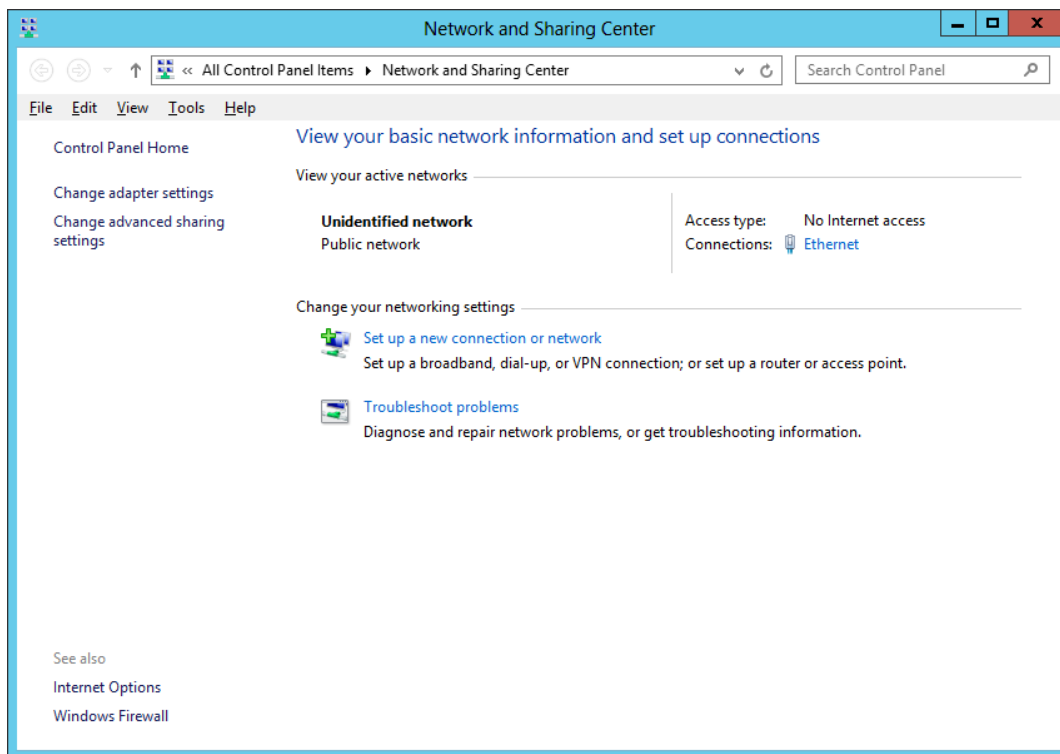 Network and Sharing Center
« All Control Panel Items ▸ Network and Sharing Center
Search Control Panel
File Edit View Tools Help
Control Panel Home
Change adapter settings
Change advanced sharing
settings
View your basic network information and set up connections
View your active networks
Unidentified network
Public network
Access type: No Internet access
Connections: Ethernet
Change your networking settings
Set up a new connection or network
Set up a broadband, dial-up, or VPN connection; or set up a router or access point.
Troubleshoot problems
Diagnose and repair network problems, or get troubleshooting information.
See also
Internet Options
Windows Firewall